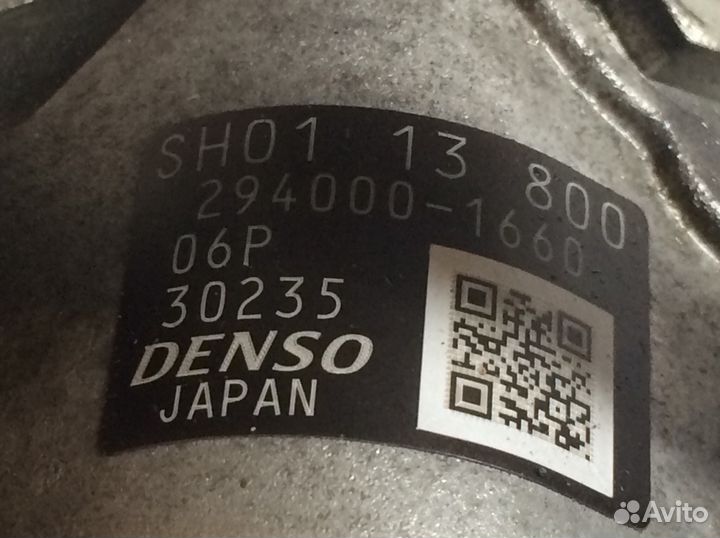 SH01 13 800
294000-1660
06P
30235
DENSO
JAPAN
Avito